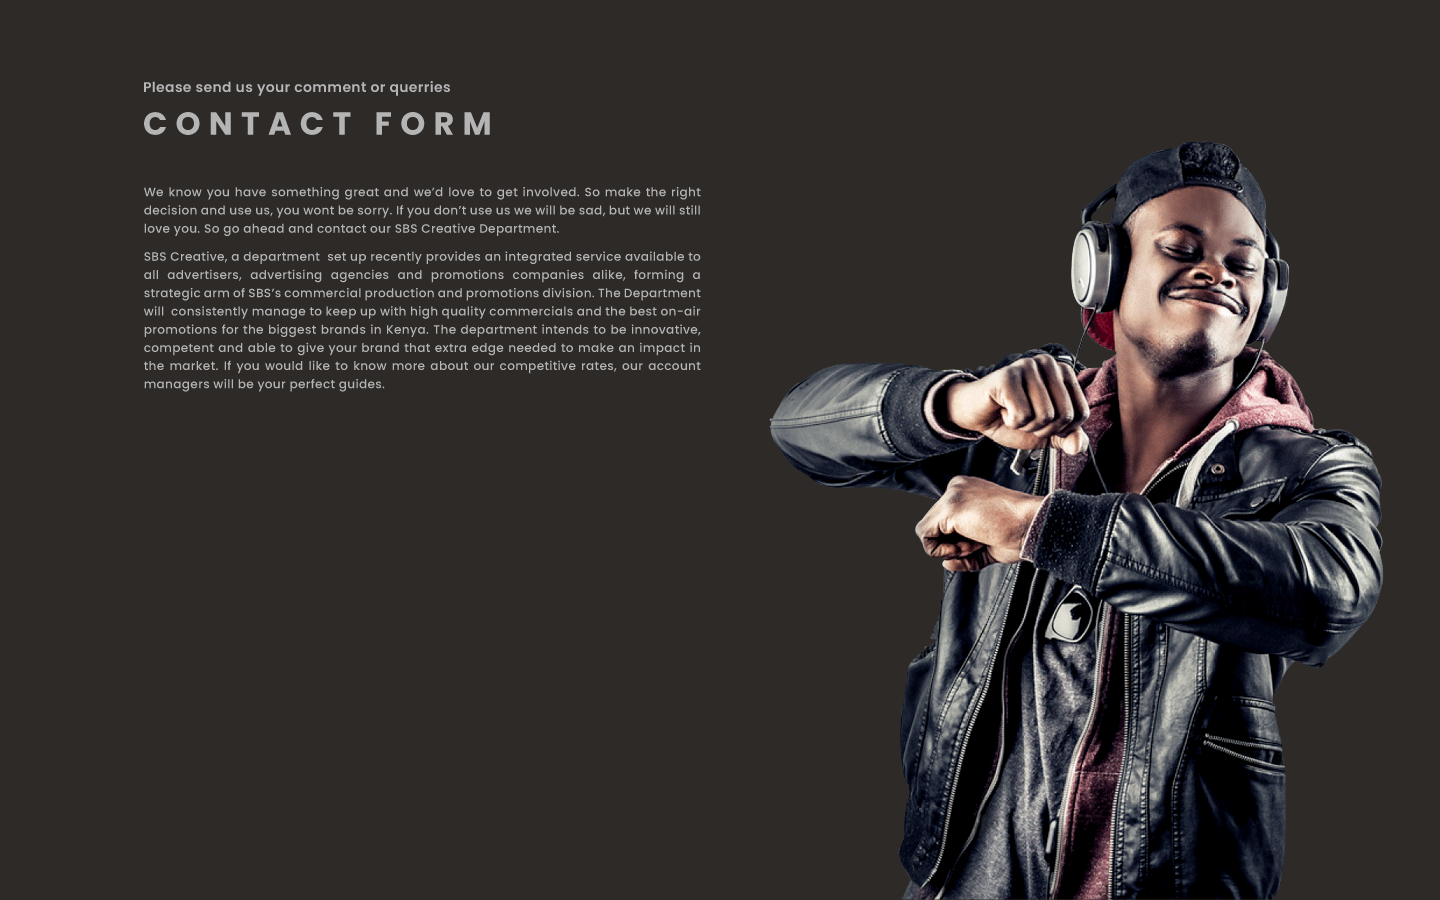 Please send us your comment or querries
CONTACT FORM
We know you have something great and we’d love to get involved. So make the right
decision and use us, you wont be sorry. If you don’t use us we will be sad, but we will still
love you. So go ahead and contact our SBS Creative Department.
SBS Creative, a department  set up recently provides an integrated service available to
all advertisers, advertising agencies and promotions companies alike, forming a
strategic arm of SBS’s commercial production and promotions division. The Department
will  consistently manage to keep up with high quality commercials and the best on-air
promotions for the biggest brands in Kenya. The department intends to be innovative,
competent and able to give your brand that extra edge needed to make an impact in
the market. If you would like to know more about our competitive rates, our account
managers will be your perfect guides.